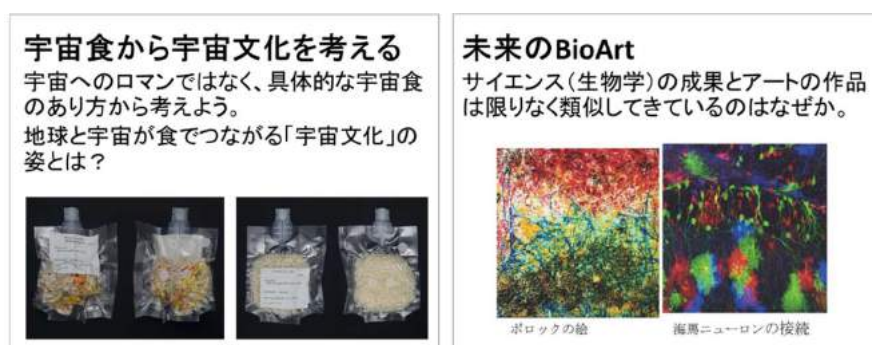 宇宙食から宇宙文化を考える
宇宙へのロマンではなく、具体的な宇宙食
のあり方から考えよう。
地球と宇宙が食でつながる「宇宙文化」の
姿とは？
未来のBioArt
サイエンス(生物学)の成果とアートの作品
は限りなく類似してきているのはなぜか。
ポロックの絵
海馬ニューロンの接続